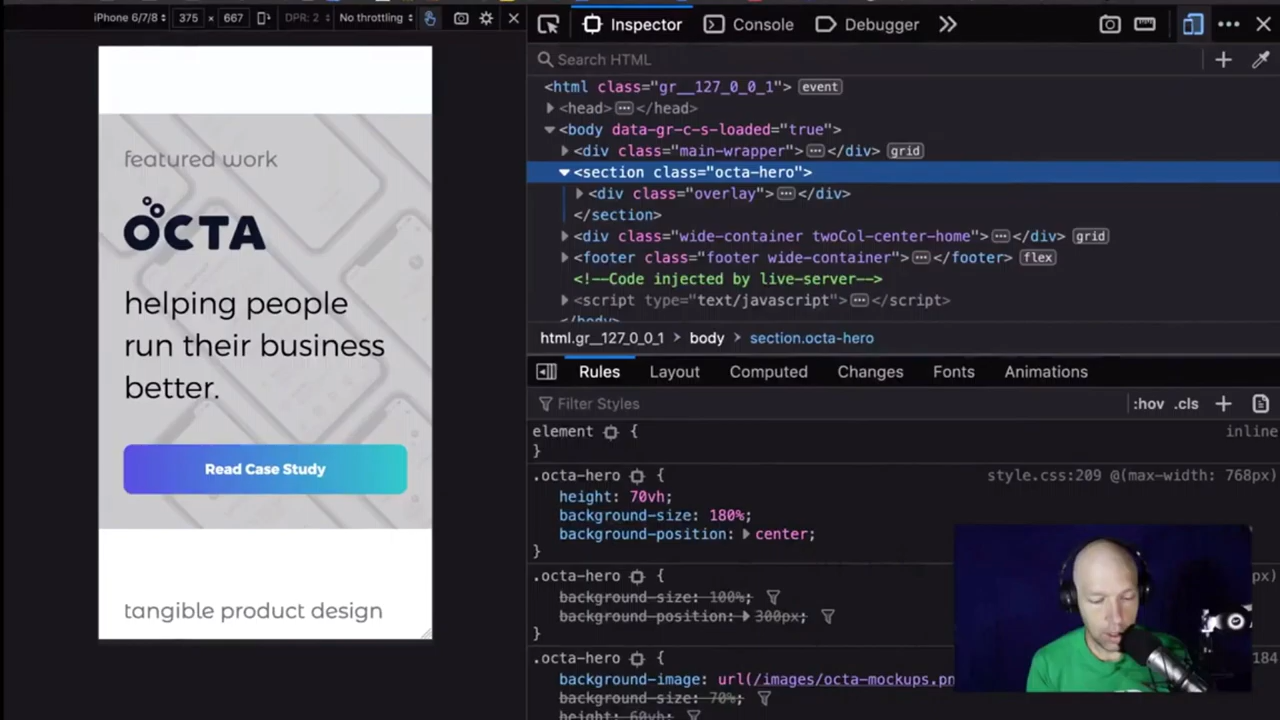 iPhone 6/7/8 375 × 667 DPR: 2 No throttling
featured work
OCTA
helping people
run their business
better.
Read Case Study
tangible product design
Inspector Console Debugger
Search HTML
<html class="gr__127_0_0_1"> event
<head> </head>
<body data-gr-c-s-loaded="true">
<div class="main-wrapper"> </div> grid
<section class="octa-hero">
<div class="overlay"> </div>
</section>
<div class="wide-container twoCol-center-home"> </div> grid
<footer class="footer wide-container"> </footer> flex
<!--Code injected by live-server-->
<script type="text/javascript"> </script>
</body>
html.gr__127_0_0_1 > body > section.octa-hero
Rules Layout Computed Changes Fonts Animations
Filter Styles :hov .cls
element { inline
}
.octa-hero { style.css:209 @(max-width: 768px)
height: 70vh;
background-size: 180%;
background-position: center;
}
.octa-hero { px)
background-size: 100%;
background-position: 300px;
}
.octa-hero { 184
background-image: url(/images/octa-mockups.pn
background-size: 70%;
height: 60vh;